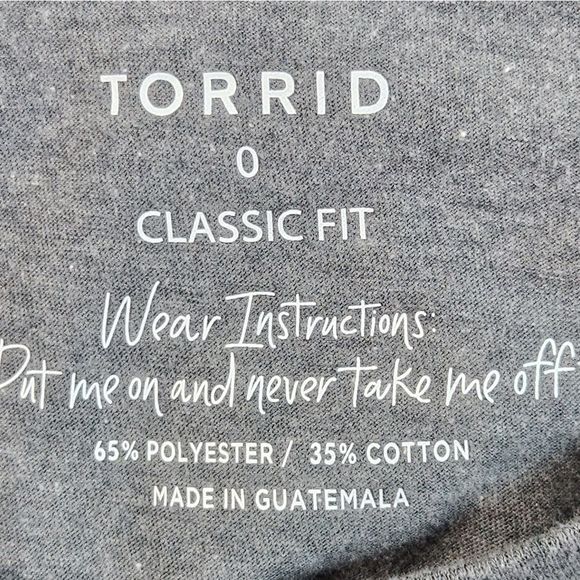 TORRID
0
CLASSIC FIT
Wear Instructions:
Put me on and never take me off
65% POLYESTER / 35% COTTON
MADE IN GUATEMALA